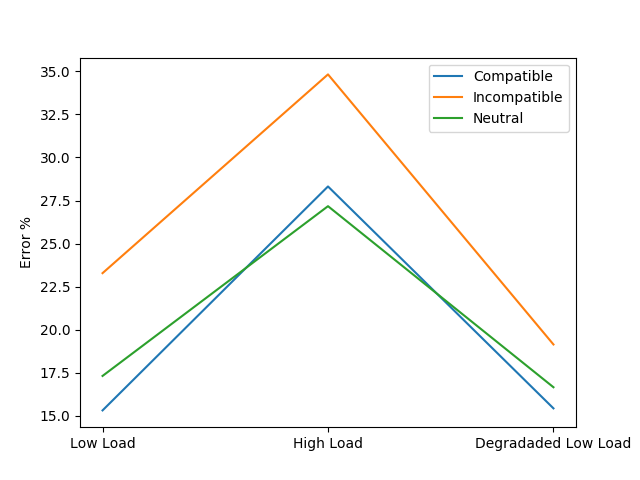 Compatible
Incompatible
Neutral
Error %
35.0
32.5
30.0
27.5
25.0
22.5
20.0
17.5
15.0
Low Load
High Load
Degradaded Low Load